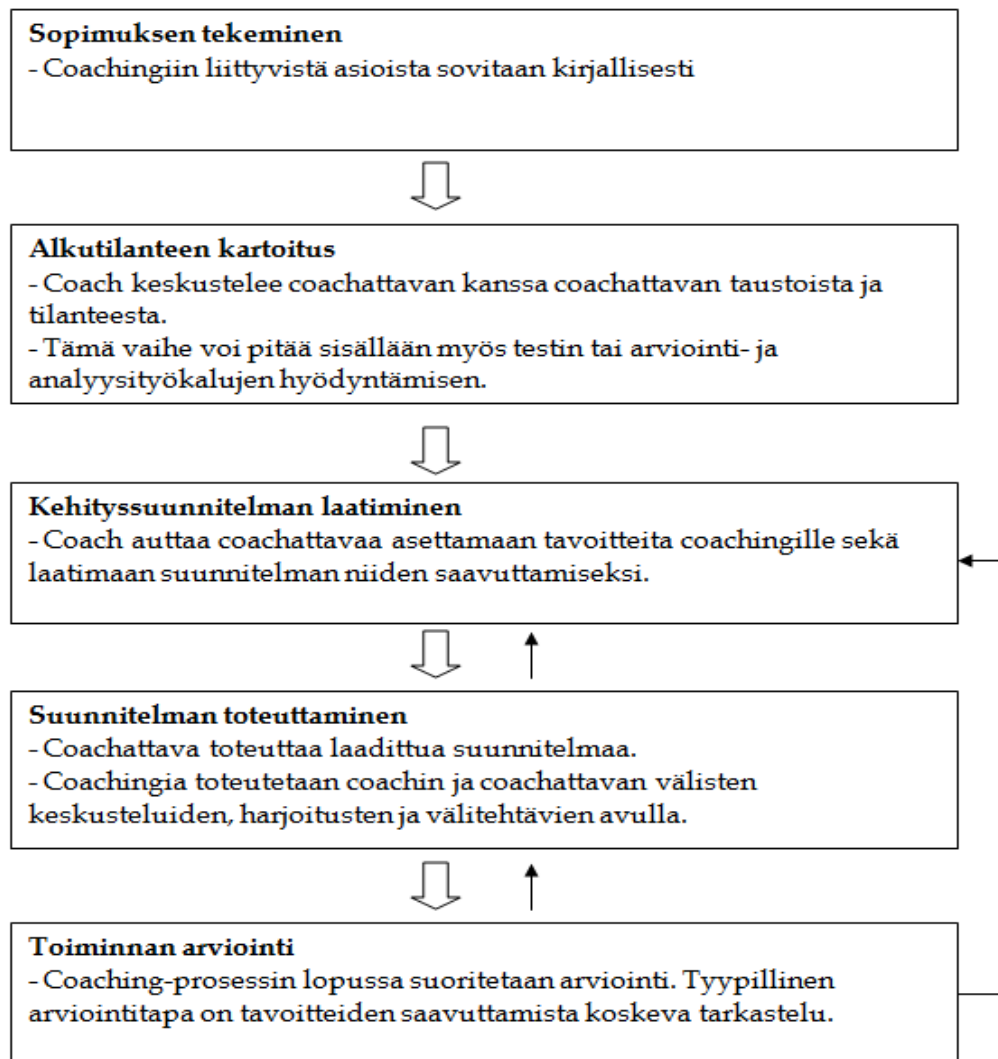 Sopimuksen tekeminen
- Coachingiin liittyvistä asioista sovitaan kirjallisesti
Alkutilanteen kartoitus
- Coach keskustelee coachattavan kanssa coachattavan taustoista ja
tilanteesta.
- Tämä vaihe voi pitää sisällään myös testin tai arviointi- ja
analyysityökalujen hyödyntämisen.
Kehityssuunnitelman laatiminen
- Coach auttaa coachattavaa asettamaan tavoitteita coachingille sekä
laatimaan suunnitelman niiden saavuttamiseksi.
Suunnitelman toteuttaminen
- Coachattava toteuttaa laadittua suunnitelmaa.
- Coachingia toteutetaan coachin ja coachattavan välisten
keskusteluiden, harjoitusten ja välitehtävien avulla.
Toiminnan arviointi
- Coaching-prosessin lopussa suoritetaan arviointi. Tyypillinen
arviointitapa on tavoitteiden saavuttamista koskeva tarkastelu.